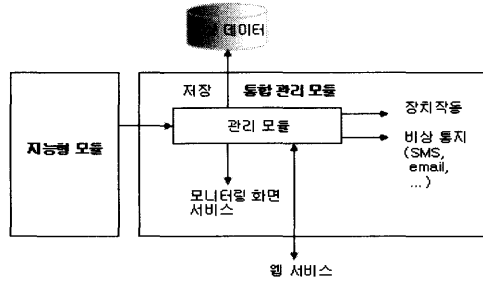 데이터
저장
통합 관리 모듈
관리 모듈
지능형 모듈
장치작동
비상 통지
(SMS,
email,
...)
모니터링 화면
서비스
웹 서비스